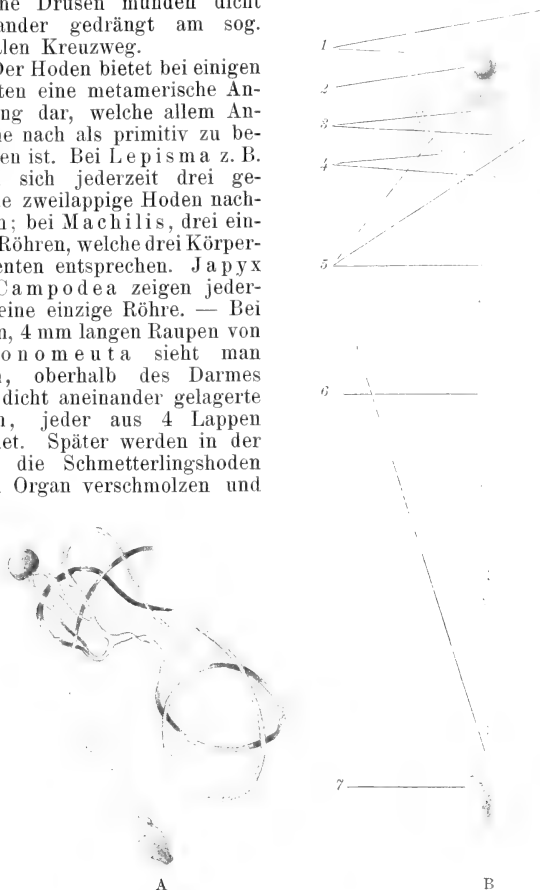 ne Drüsen münden dicht
ander gedrängt am sog.
len Kreuzweg.
Der Hoden bietet bei einigen
ten eine metamerische An-
ng dar, welche allem An-
ne nach als primitiv zu be-
en ist. Bei Lepisma z. B.
sich jederzeit drei ge-
e zweilappige Hoden nach-
n; bei Machilis, drei ein-
Röhren, welche drei Körper-
enten entsprechen. Japyx
Campodea zeigen jeder-
eine einzige Röhre. — Bei
n, 4 mm langen Raupen von
onomeuta sieht man
n, oberhalb des Darmes
dicht aneinander gelagerte
n, jeder aus 4 Lappen
et. Später werden in der
die Schmetterlingshoden
Organ verschmolzen und
1
2
3
4
5
6
7
A
B